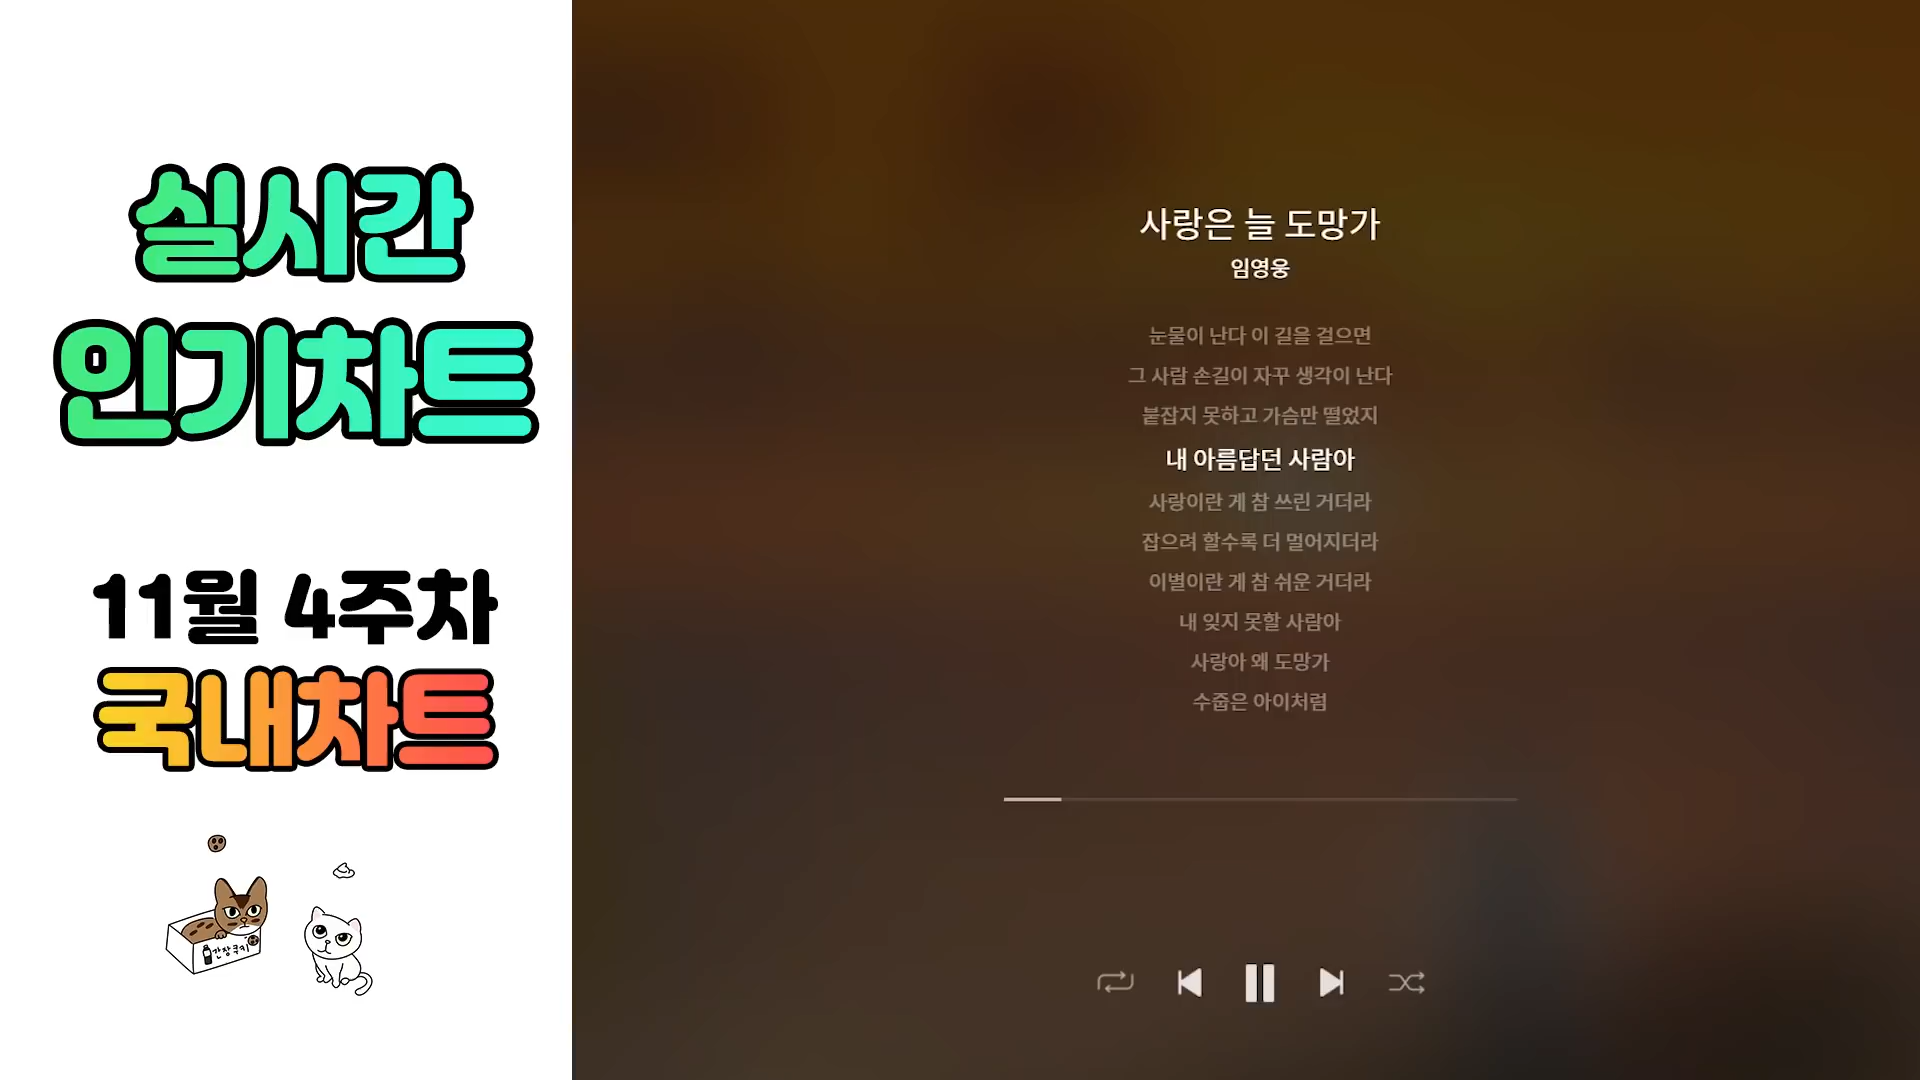 실시간
인기차트
11월 4주차
국내차트
간장쿠키
사랑은 늘 도망가
임영웅
눈물이 난다 이 길을 걸으면
그 사람 손길이 자꾸 생각이 난다
붙잡지 못하고 가슴만 떨었지
내 아름답던 사람아
사랑이란 게 참 쓰린 거더라
잡으려 할수록 더 멀어지더라
이별이란 게 참 쉬운 거더라
내 잊지 못할 사람아
사랑아 왜 도망가
수줍은 아이처럼